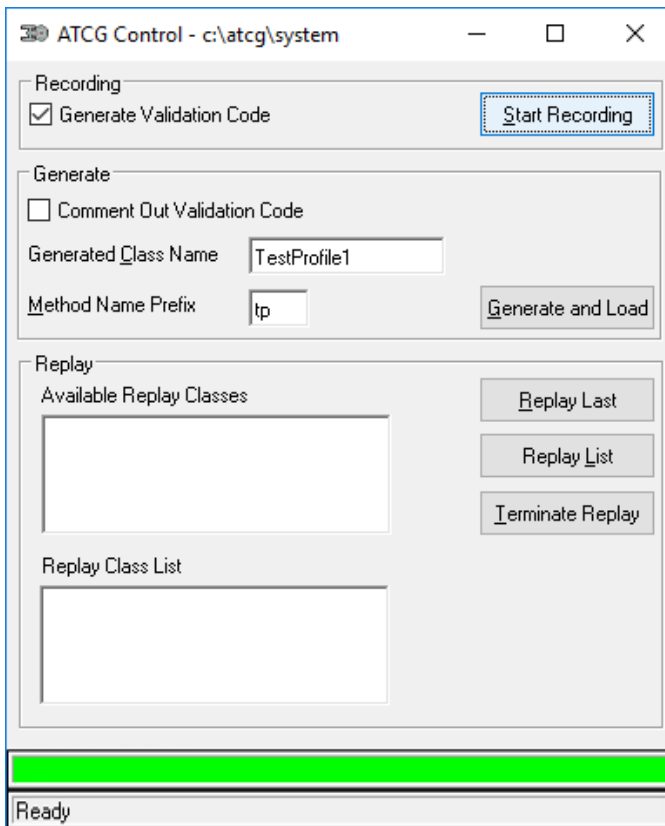 ATCG Control - c:\atcg\system
Recording
Generate Validation Code
Start Recording
Generate
Comment Out Validation Code
Generated Class Name
TestProfile1
Method Name Prefix
tp
Generate and Load
Replay
Available Replay Classes
Replay Last
Replay List
Terminate Replay
Replay Class List
Ready